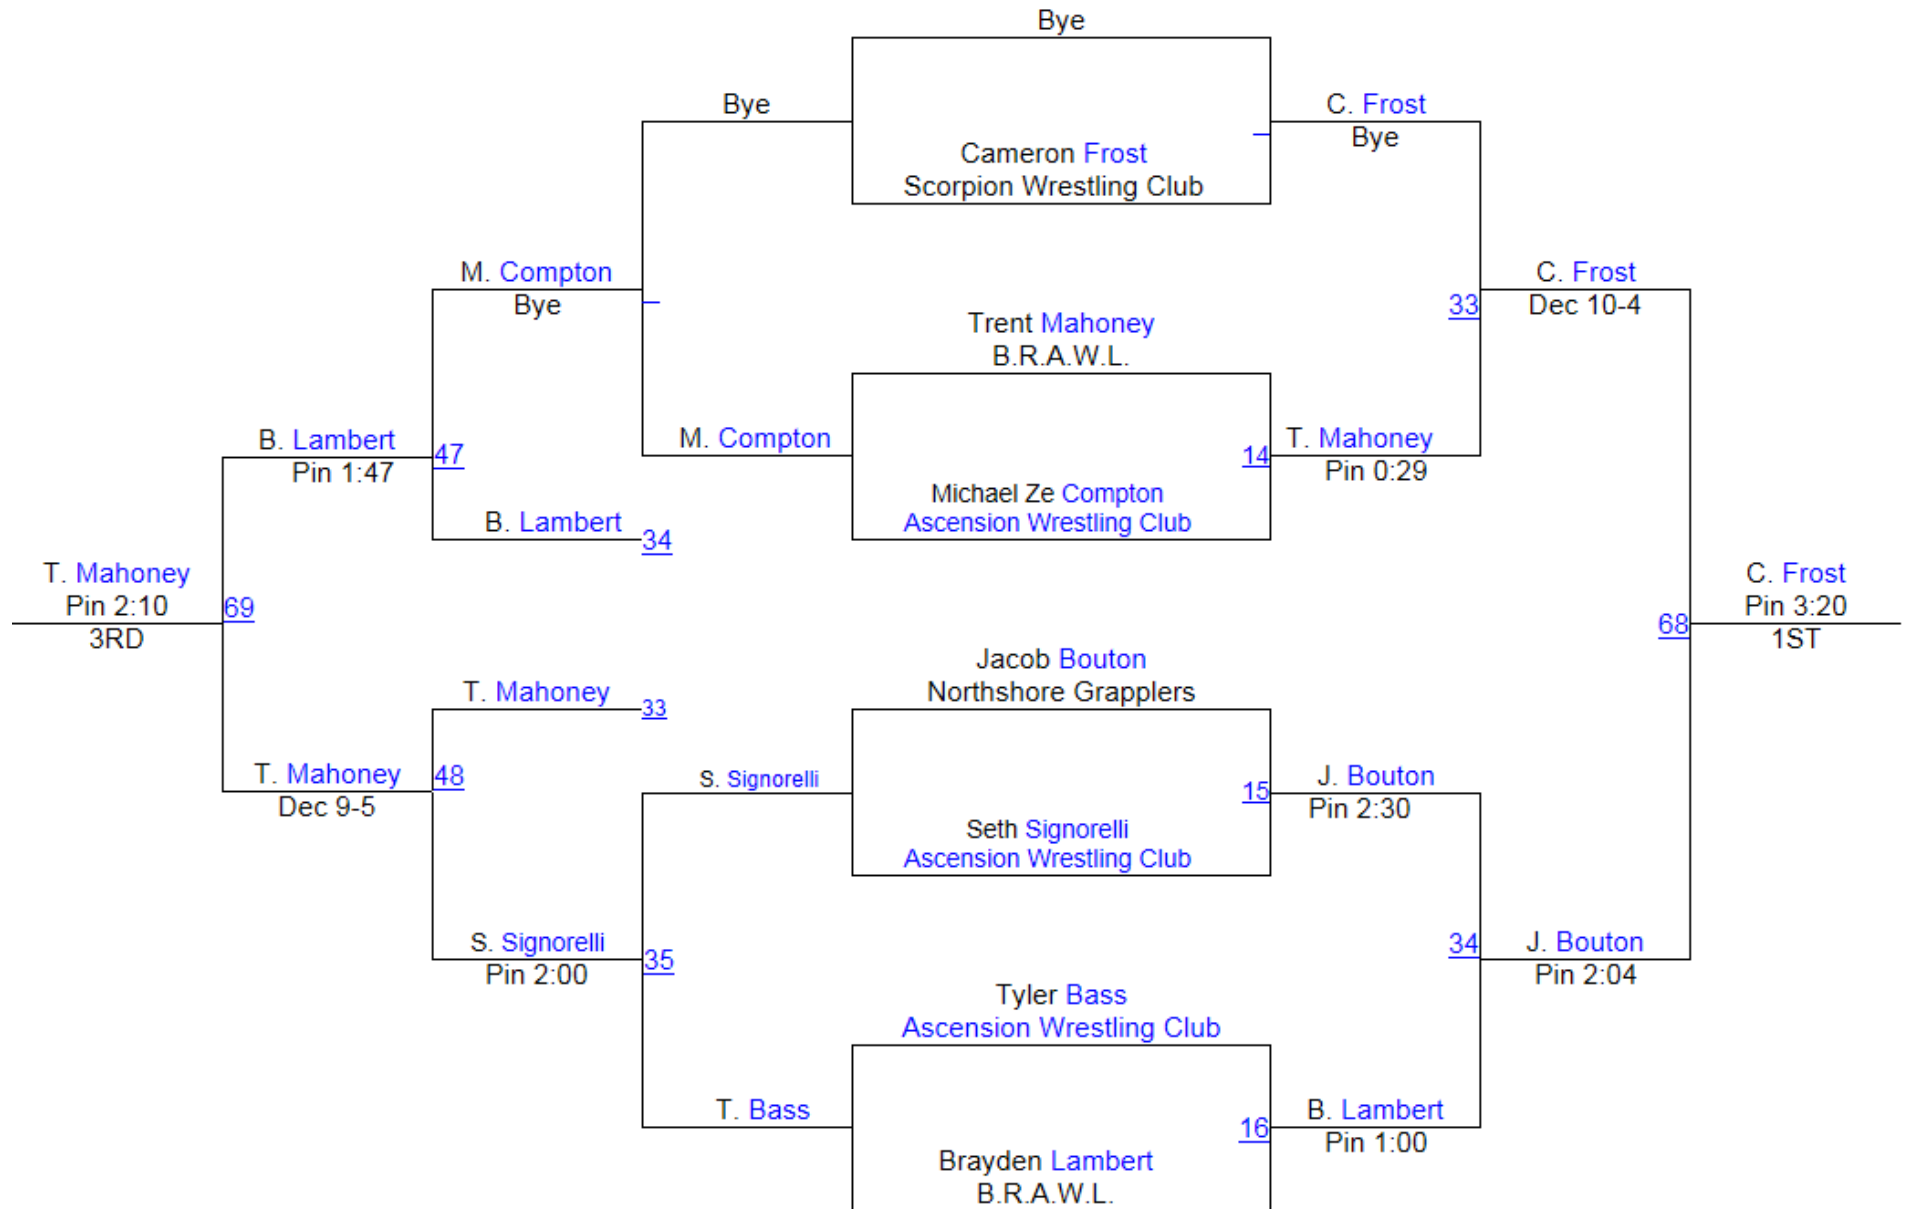 Bye
Bye
C. Frost
Bye
Cameron Frost
Scorpion Wrestling Club
M. Compton
Bye
C. Frost
Dec 10-4
33
Trent Mahoney
B.R.A.W.L.
B. Lambert
Pin 1:47
47
M. Compton
14
T. Mahoney
Pin 0:29
Michael Ze Compton
Ascension Wrestling Club
B. Lambert
34
T. Mahoney
Pin 2:10
3RD
69
C. Frost
Pin 3:20
1ST
68
Jacob Bouton
Northshore Grapplers
T. Mahoney
33
T. Mahoney
Dec 9-5
48
S. Signorelli
15
J. Bouton
Pin 2:30
Seth Signorelli
Ascension Wrestling Club
S. Signorelli
Pin 2:00
35
34
J. Bouton
Pin 2:04
Tyler Bass
Ascension Wrestling Club
T. Bass
16
B. Lambert
Pin 1:00
Brayden Lambert
B.R.A.W.L.